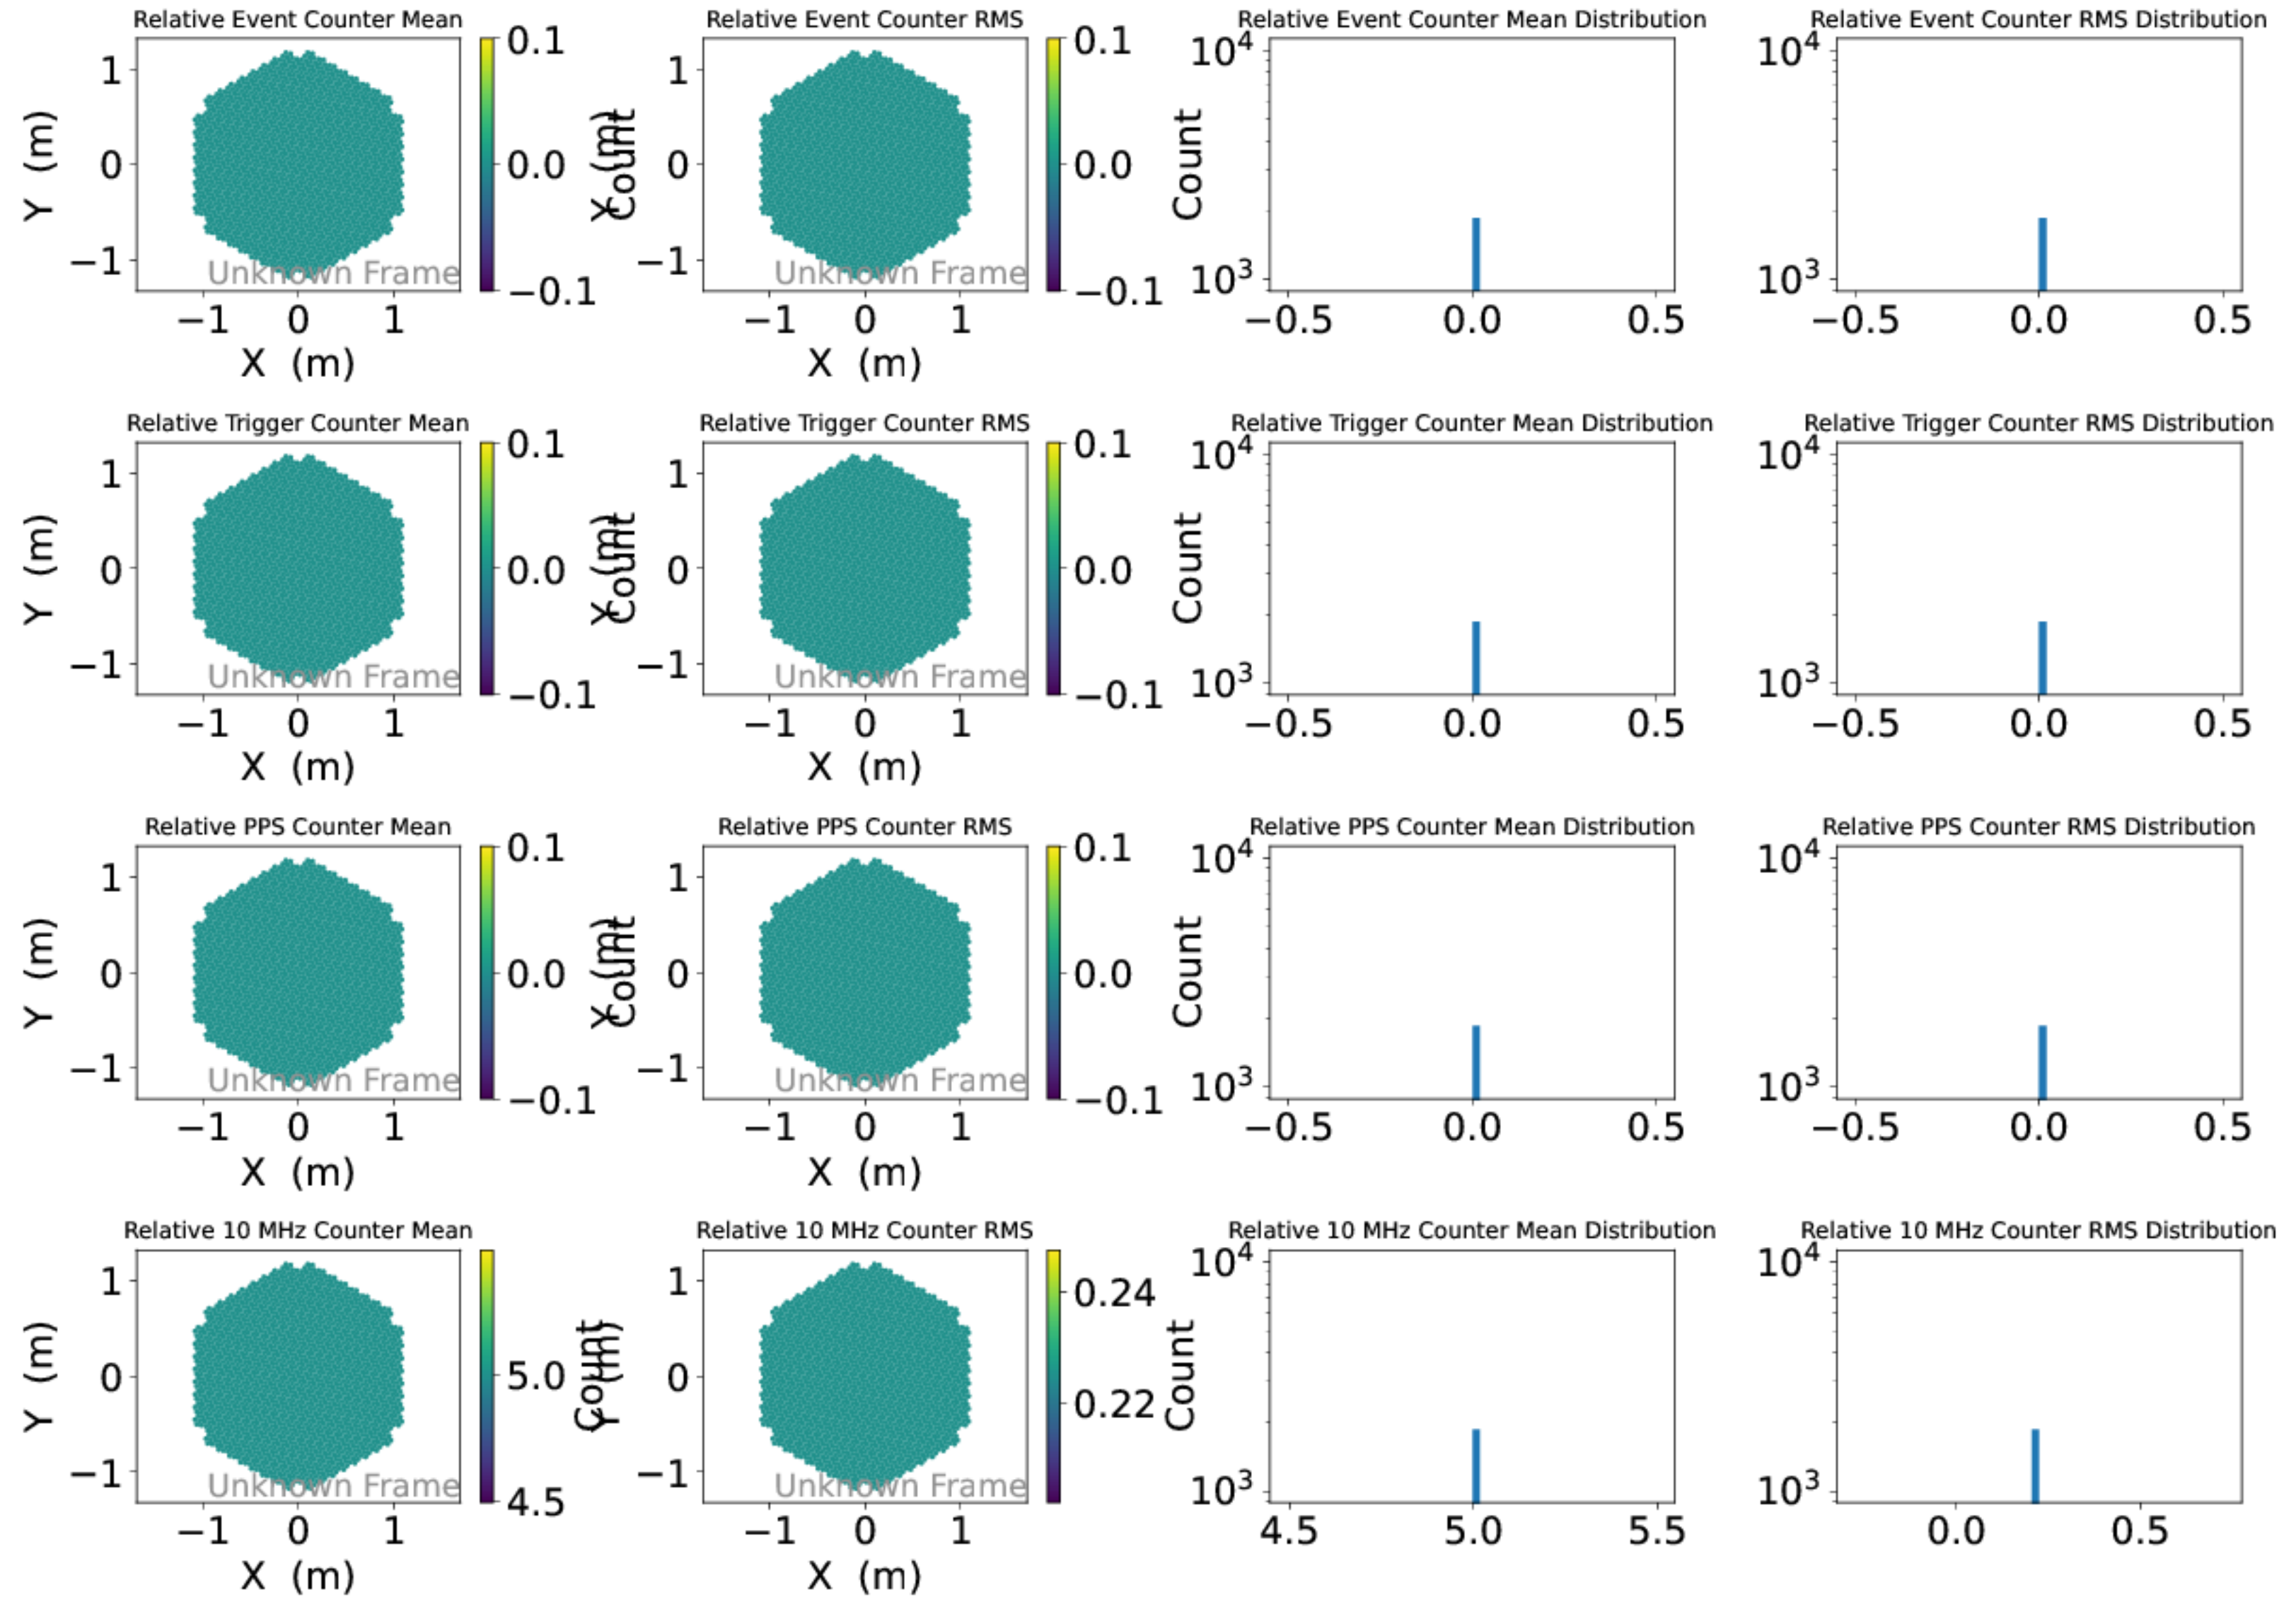 Relative Event Counter Mean
Relative Event Counter RMS
Relative Event Counter Mean Distribution
Relative Event Counter RMS Distribution
Y (m)
1
0
−1
Unknown Frame
−1 0 1
X (m)
0.1
0.0
−0.1
Count
Y (m)
1
0
−1
Unknown Frame
−1 0 1
X (m)
0.1
0.0
−0.1
Count
10⁴
10³
−0.5 0.0 0.5
10⁴
10³
−0.5 0.0 0.5
Relative Trigger Counter Mean
Relative Trigger Counter RMS
Relative Trigger Counter Mean Distribution
Relative Trigger Counter RMS Distribution
Y (m)
1
0
−1
Unknown Frame
−1 0 1
X (m)
0.1
0.0
−0.1
Count
Y (m)
1
0
−1
Unknown Frame
−1 0 1
X (m)
0.1
0.0
−0.1
Count
10⁴
10³
−0.5 0.0 0.5
10⁴
10³
−0.5 0.0 0.5
Relative PPS Counter Mean
Relative PPS Counter RMS
Relative PPS Counter Mean Distribution
Relative PPS Counter RMS Distribution
Y (m)
1
0
−1
Unknown Frame
−1 0 1
X (m)
0.1
0.0
−0.1
Count
Y (m)
1
0
−1
Unknown Frame
−1 0 1
X (m)
0.1
0.0
−0.1
Count
10⁴
10³
−0.5 0.0 0.5
10⁴
10³
−0.5 0.0 0.5
Relative 10 MHz Counter Mean
Relative 10 MHz Counter RMS
Relative 10 MHz Counter Mean Distribution
Relative 10 MHz Counter RMS Distribution
Y (m)
1
0
−1
Unknown Frame
−1 0 1
X (m)
5.0
4.5
Count
Y (m)
1
0
−1
Unknown Frame
−1 0 1
X (m)
0.24
0.22
Count
10⁴
10³
4.5 5.0 5.5
10⁴
10³
0.0 0.5